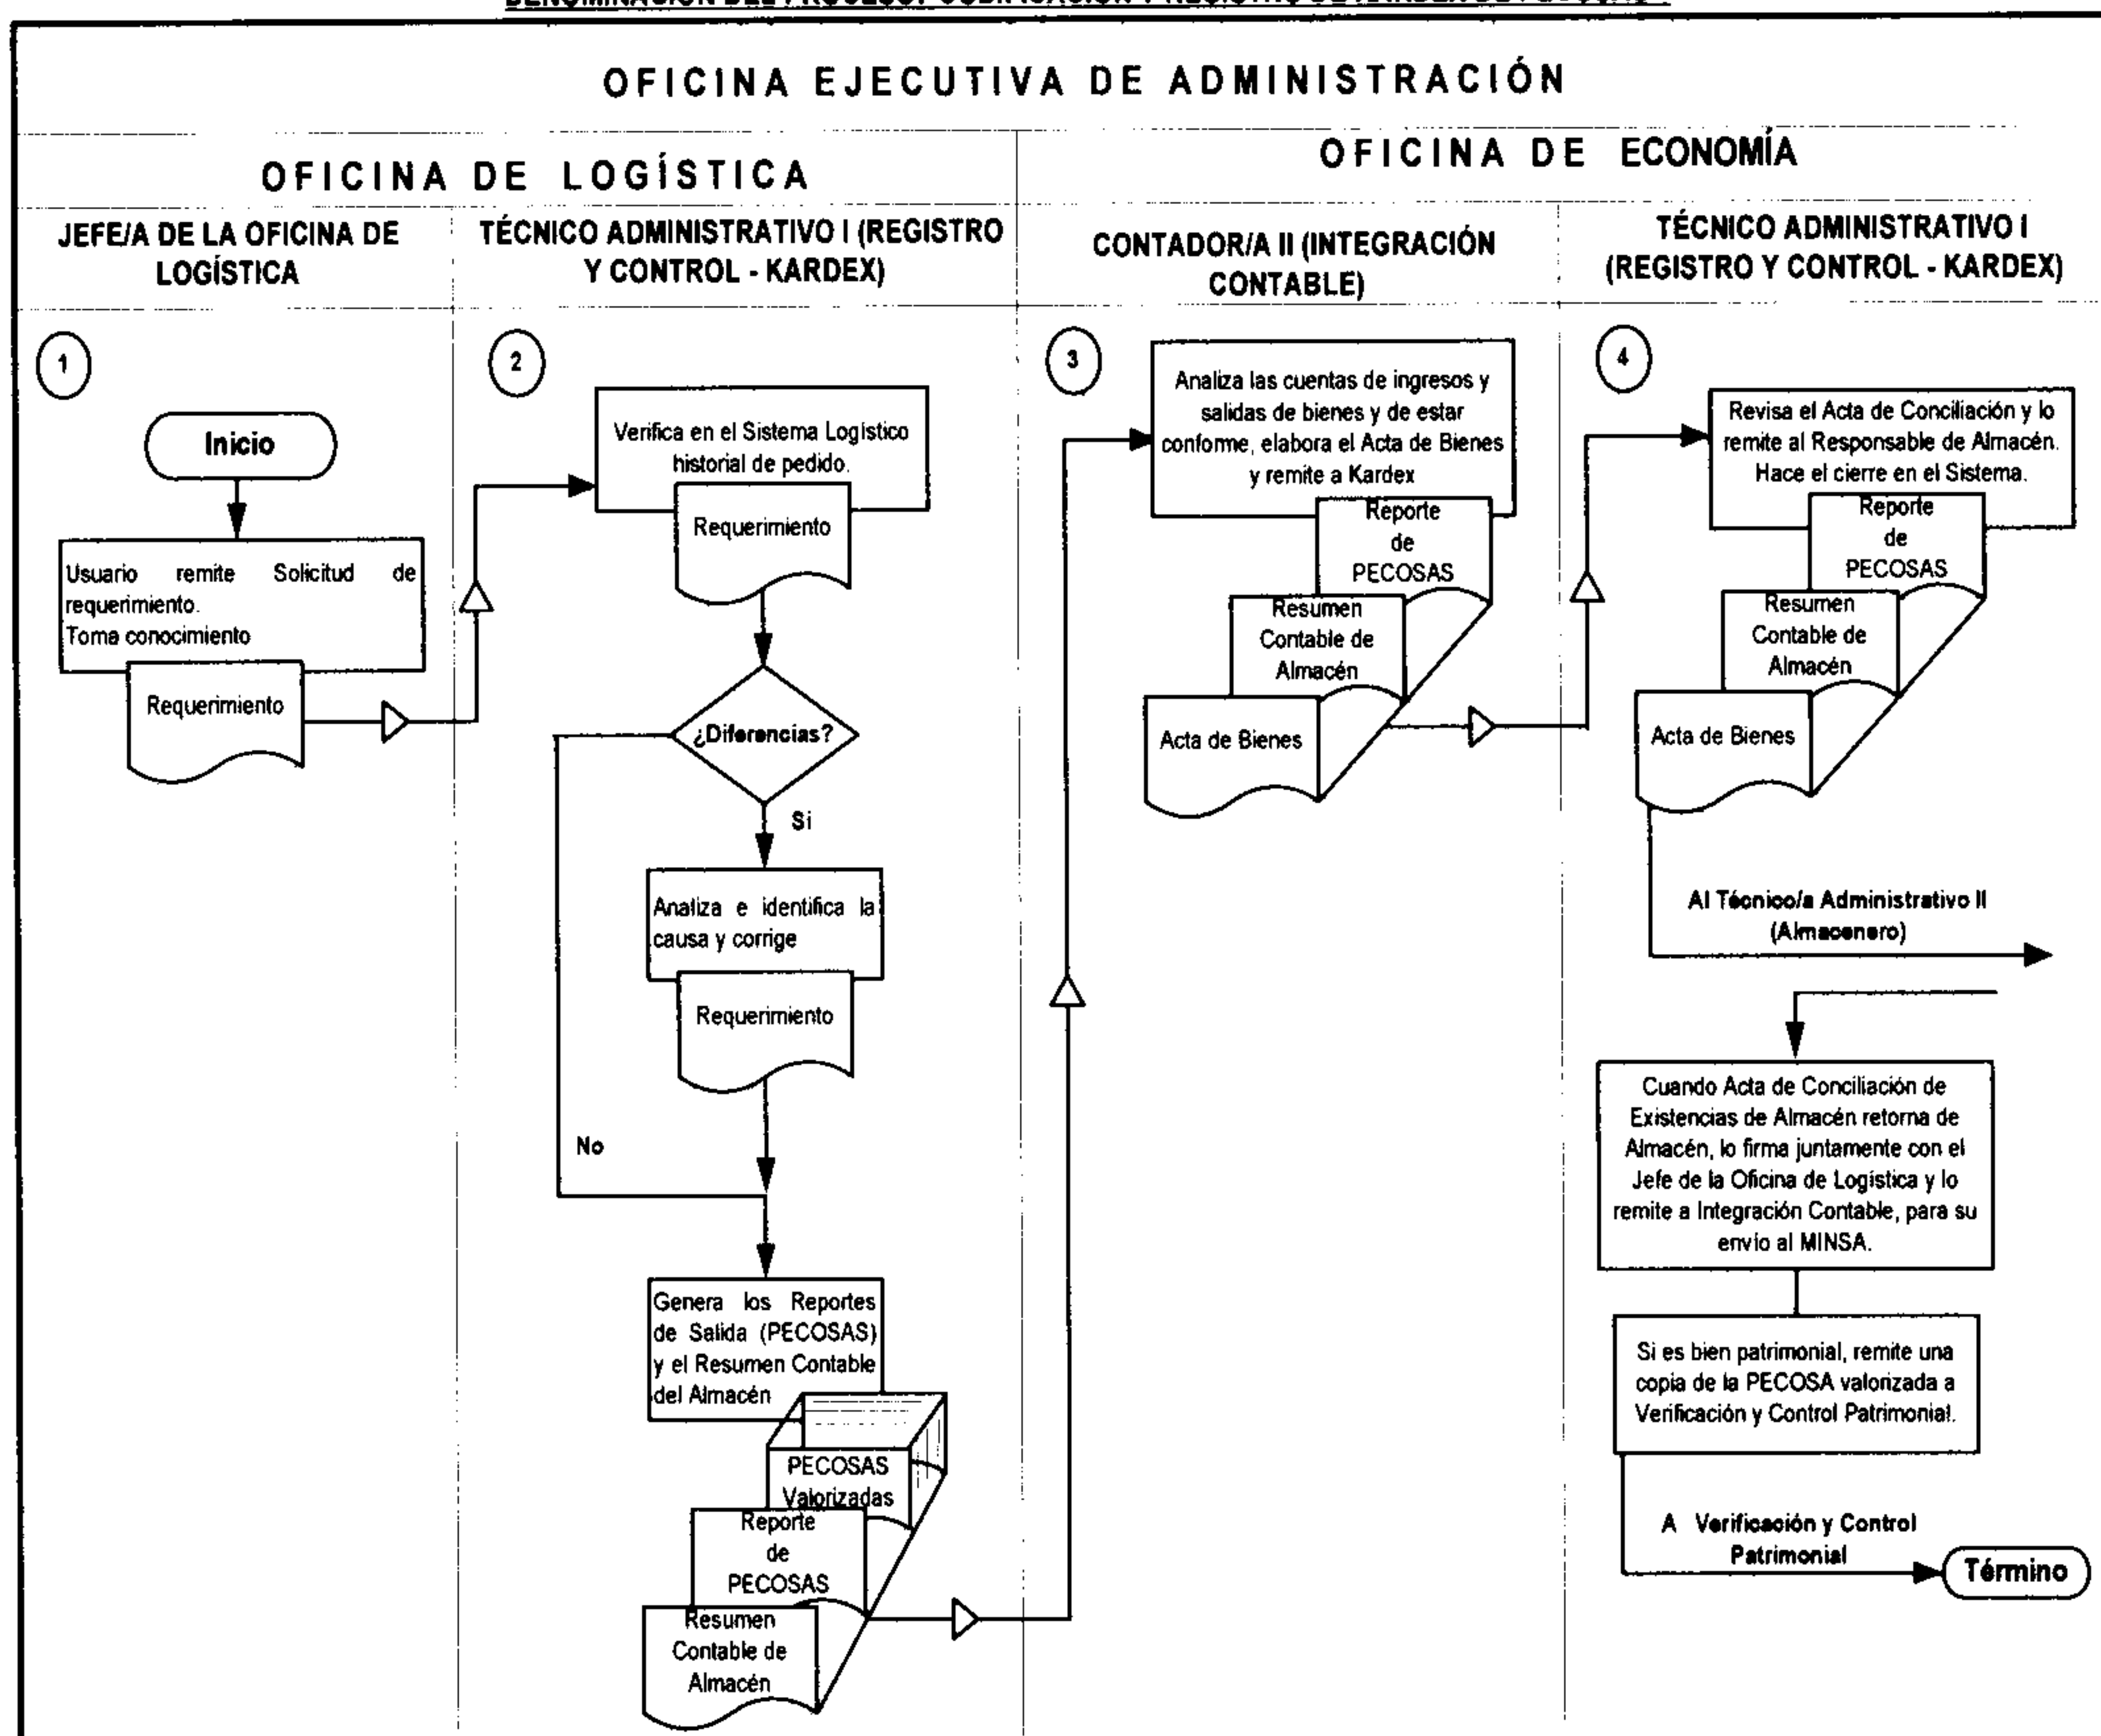 OFICINA EJECUTIVA DE ADMINISTRACIÓN
OFICINA DE LOGÍSTICA
OFICINA DE ECONOMÍA
JEFE/A DE LA OFICINA DE
LOGÍSTICA
TÉCNICO ADMINISTRATIVO I (REGISTRO
Y CONTROL - KARDEX)
CONTADOR/A II (INTEGRACIÓN
CONTABLE)
TÉCNICO ADMINISTRATIVO I
(REGISTRO Y CONTROL - KARDEX)
1
Inicio
Usuario remite Solicitud de
requerimiento.
Toma conocimiento
Requerimiento
2
Verifica en el Sistema Logístico
historial de pedido.
Requerimiento
¿Diferencias?
Si
Analiza e identifica la
causa y corrige
Requerimiento
No
Genera los Reportes
de Salida (PECOSAS)
y el Resumen Contable
del Almacén
PECOSAS
Valorizadas
Reporte
de
PECOSAS
Resumen
Contable de
Almacén
3
Analiza las cuentas de ingresos y
salidas de bienes y de estar
conforme, elabora el Acta de Bienes
y remite a Kardex
Reporte
de
PECOSAS
Resumen
Contable de
Almacén
Acta de Bienes
4
Revisa el Acta de Conciliación y lo
remite al Responsable de Almacén.
Hace el cierre en el Sistema.
Reporte
de
PECOSAS
Resumen
Contable de
Almacén
Acta de Bienes
Al Técnico/a Administrativo II
(Almacenero)
Cuando Acta de Conciliación de
Existencias de Almacén retorna de
Almacén, lo firma juntamente con el
Jefe de la Oficina de Logística y lo
remite a Integración Contable, para su
envío al MINSA.
Si es bien patrimonial, remite una
copia de la PECOSA valorizada a
Verificación y Control Patrimonial.
A Verificación y Control
Patrimonial
Término